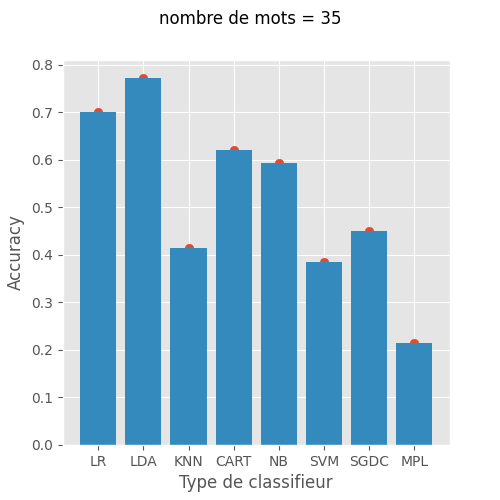 nombre de mots = 35
Accuracy
0.8
0.7
0.6
0.5
0.4
0.3
0.2
0.1
0.0
LR LDA KNN CART NB SVM SGDC MPL
Type de classifieur